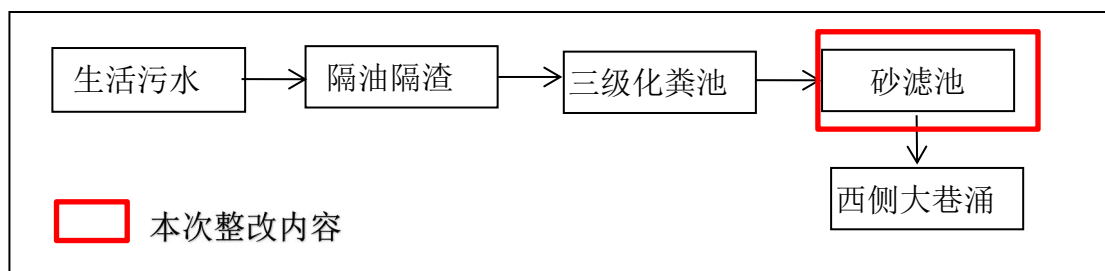 生活污水
隔油隔渣
三级化粪池
砂滤池
西侧大巷涌
本次整改内容